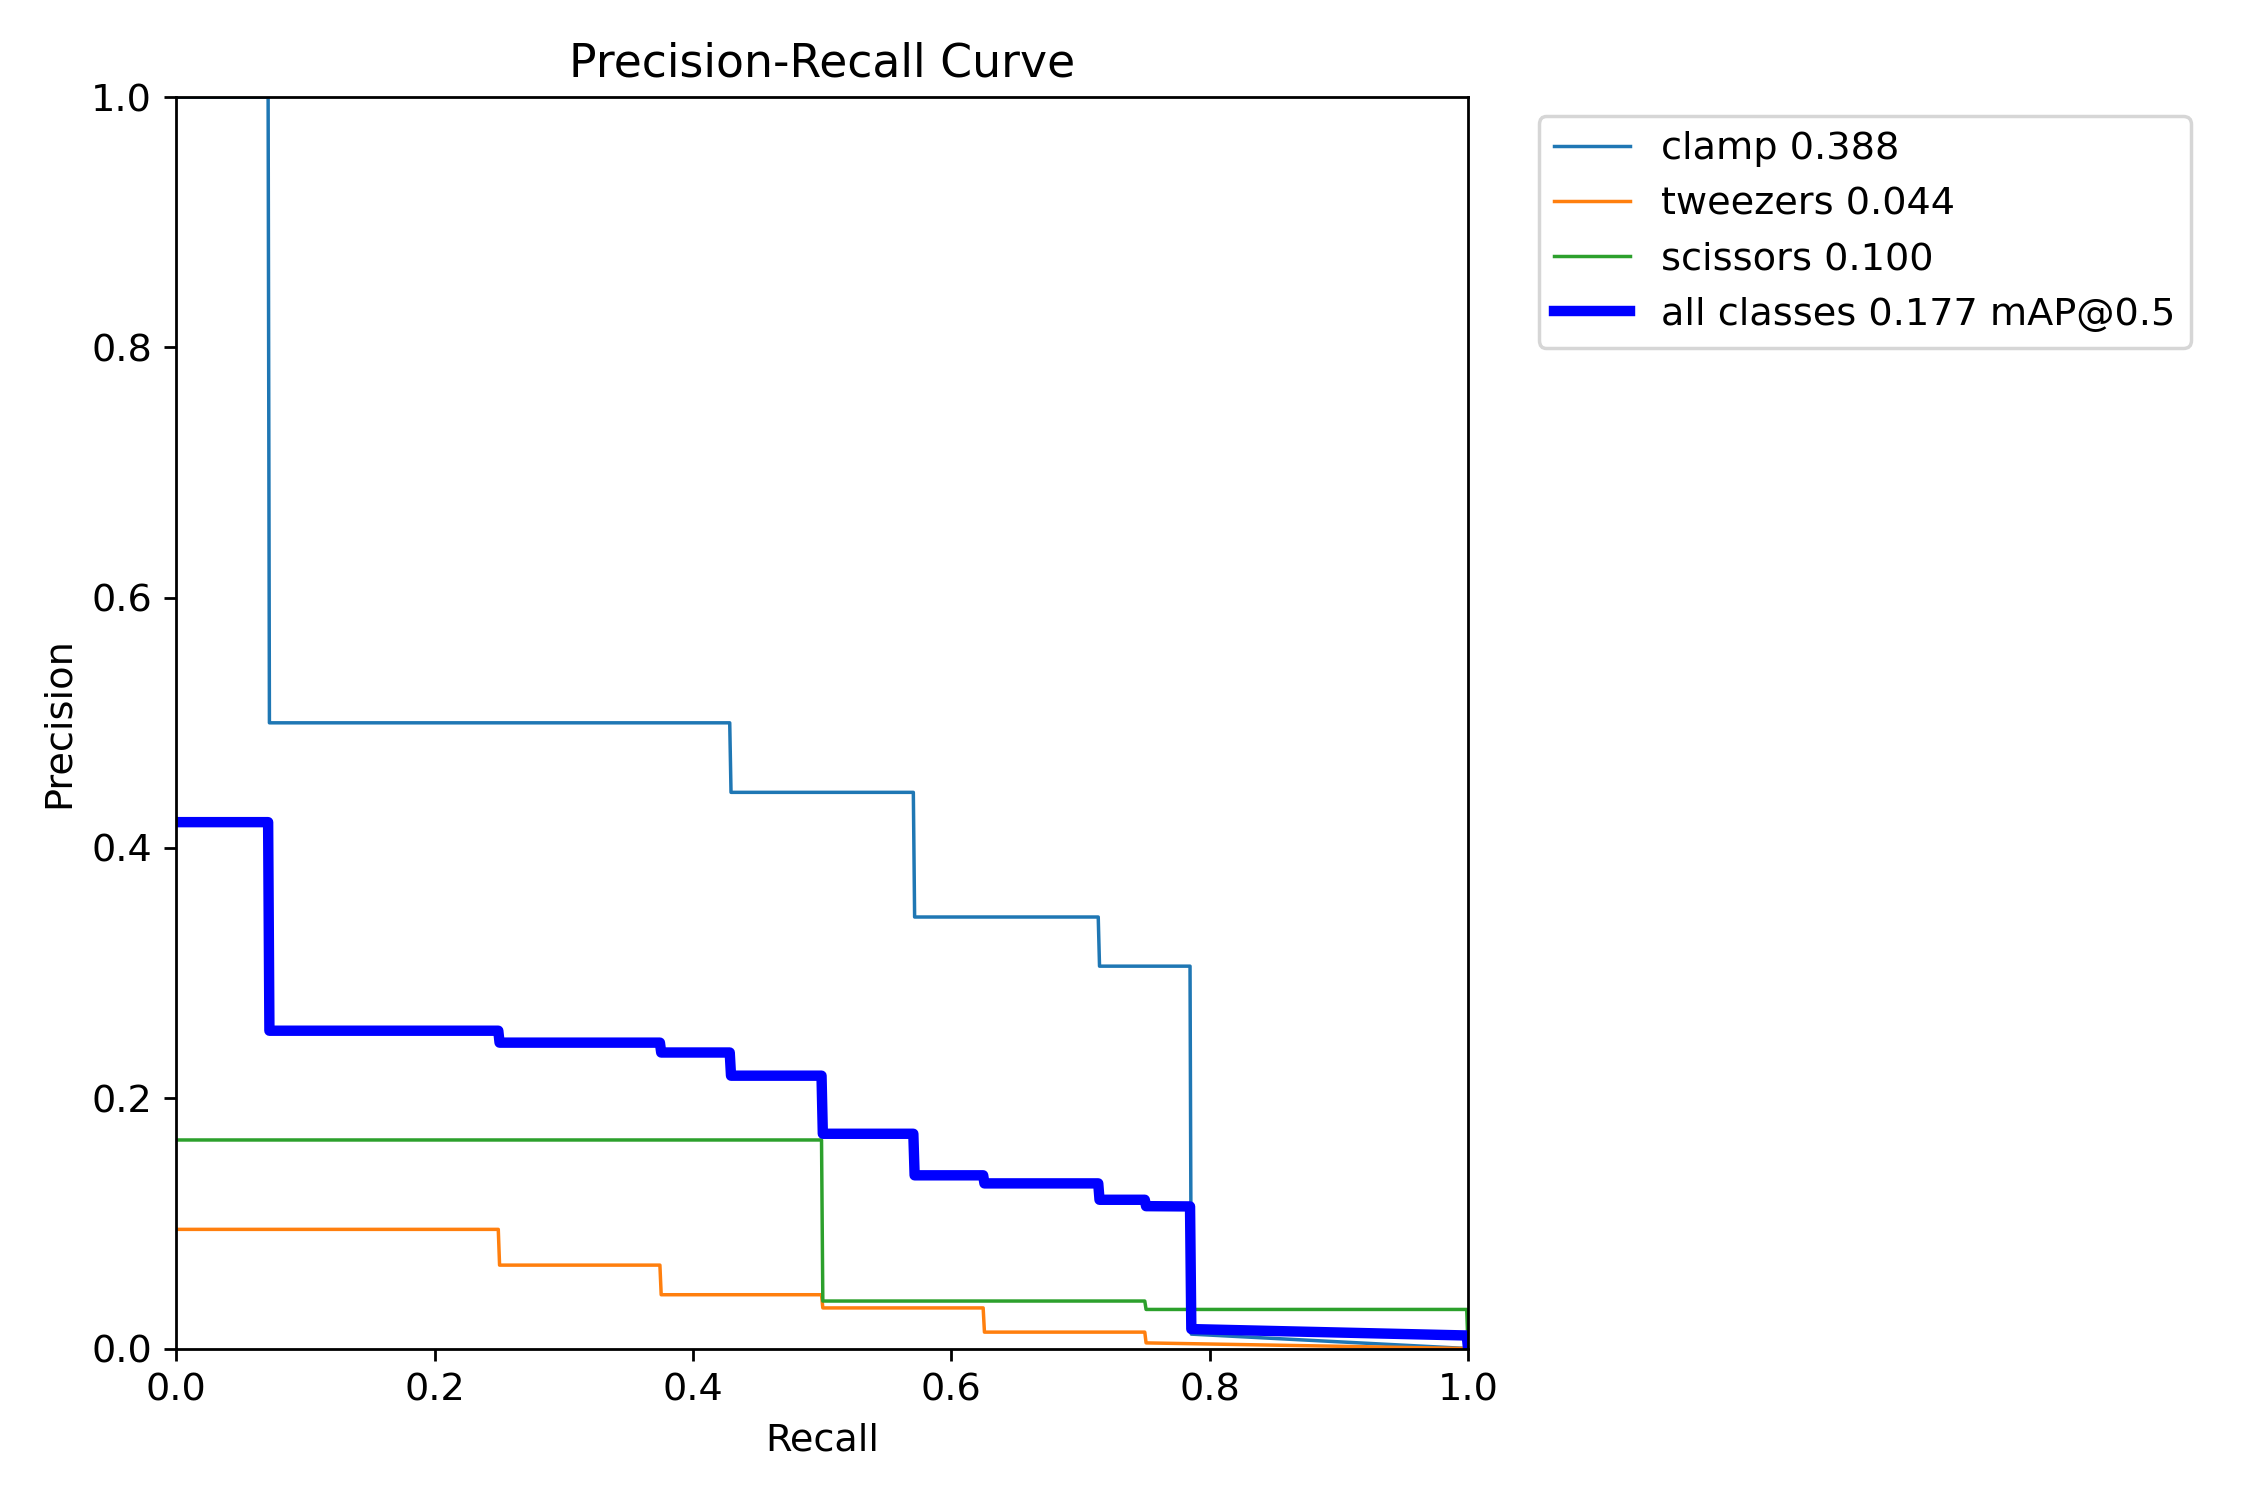 Precision-Recall Curve
1.0
0.8
0.6
0.4
0.2
0.0
Precision
0.0 0.2 0.4 0.6 0.8 1.0
Recall
clamp 0.388
tweezers 0.044
scissors 0.100
all classes 0.177 mAP@0.5